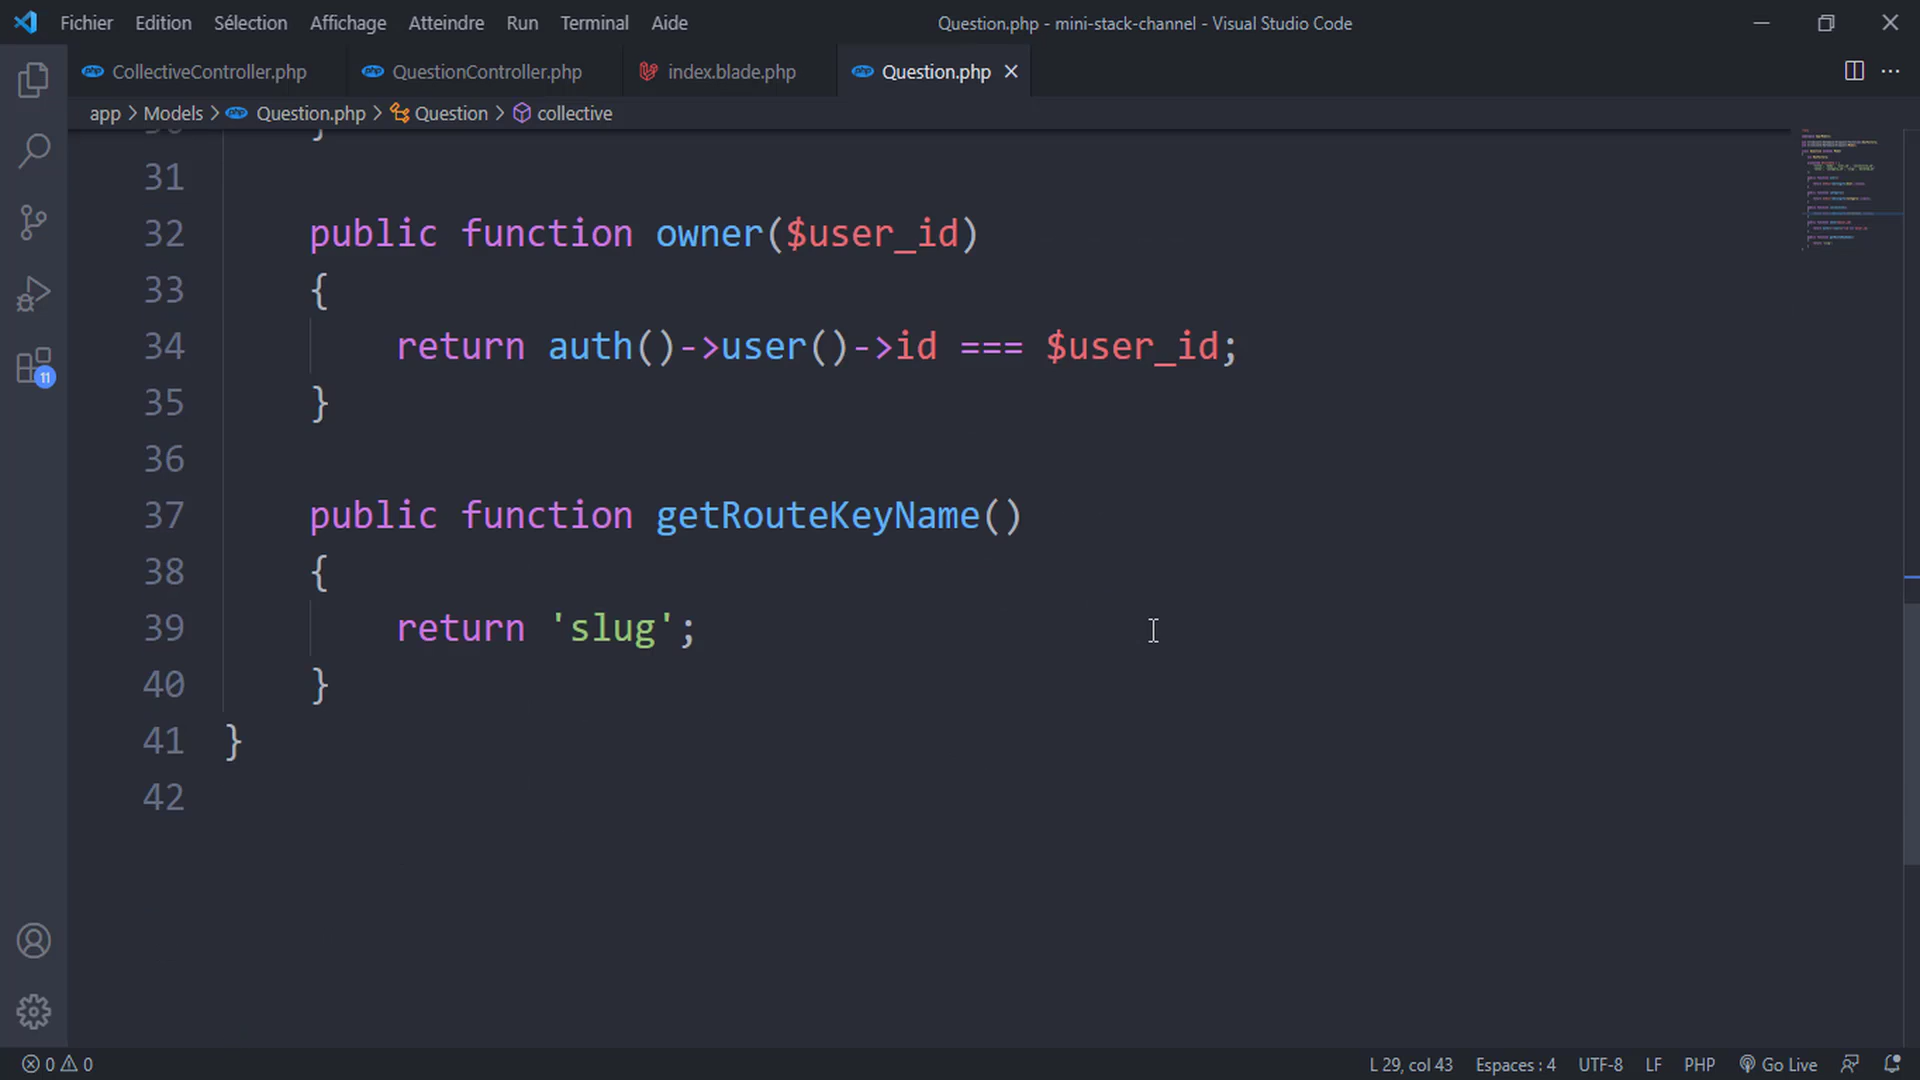 Fichier Edition Sélection Affichage Atteindre Run Terminal Aide Question.php - mini-stack-channel - Visual Studio Code
CollectiveController.php QuestionController.php index.blade.php Question.php
app > Models > Question.php > Question > collective
31
32 public function owner($user_id)
33 {
34 return auth()->user()->id === $user_id;
35 }
36
37 public function getRouteKeyName()
38 {
39 return 'slug';
40 }
41 }
42
11
0 0 L 29, col 43 Espaces : 4 UTF-8 LF PHP Go Live